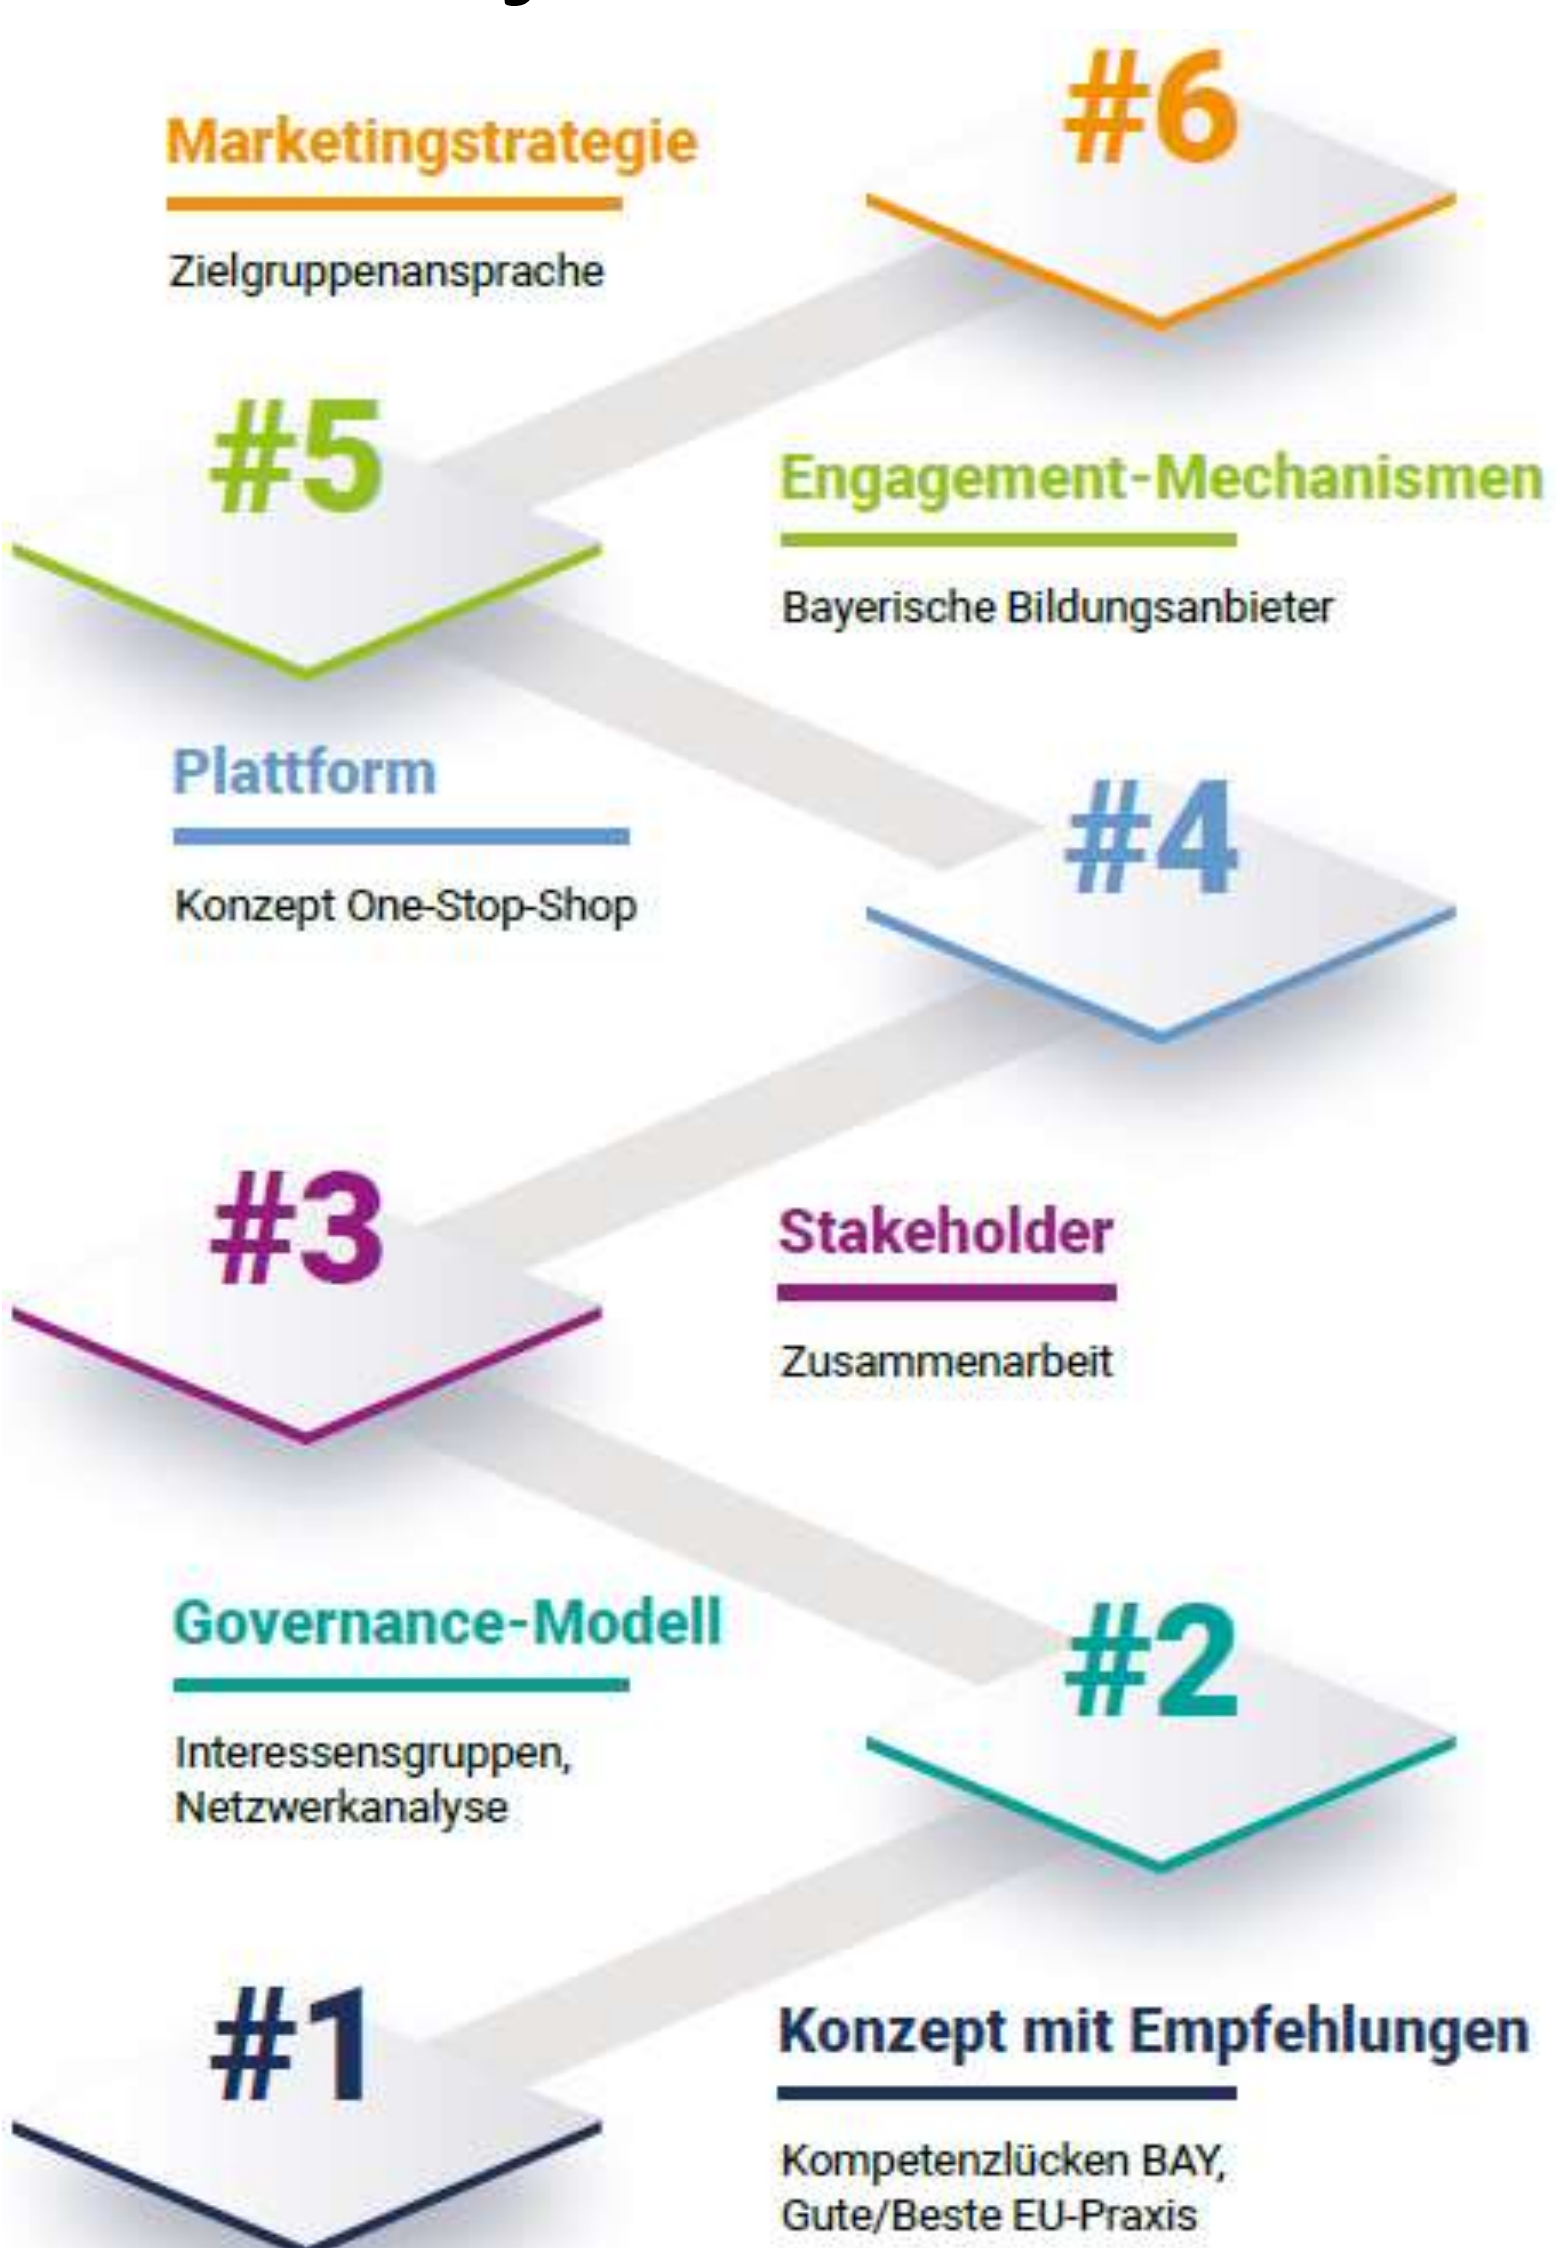 #6
Marketingstrategie
Zielgruppenansprache
#5
Engagement-Mechanismen
Bayerische Bildungsanbieter
Plattform
#4
Konzept One-Stop-Shop
#3
Stakeholder
Zusammenarbeit
Governance-Modell
#2
Interessensgruppen,
Netzwerkanalyse
#1
Konzept mit Empfehlungen
Kompetenzlücken BAY,
Gute/Beste EU-Praxis